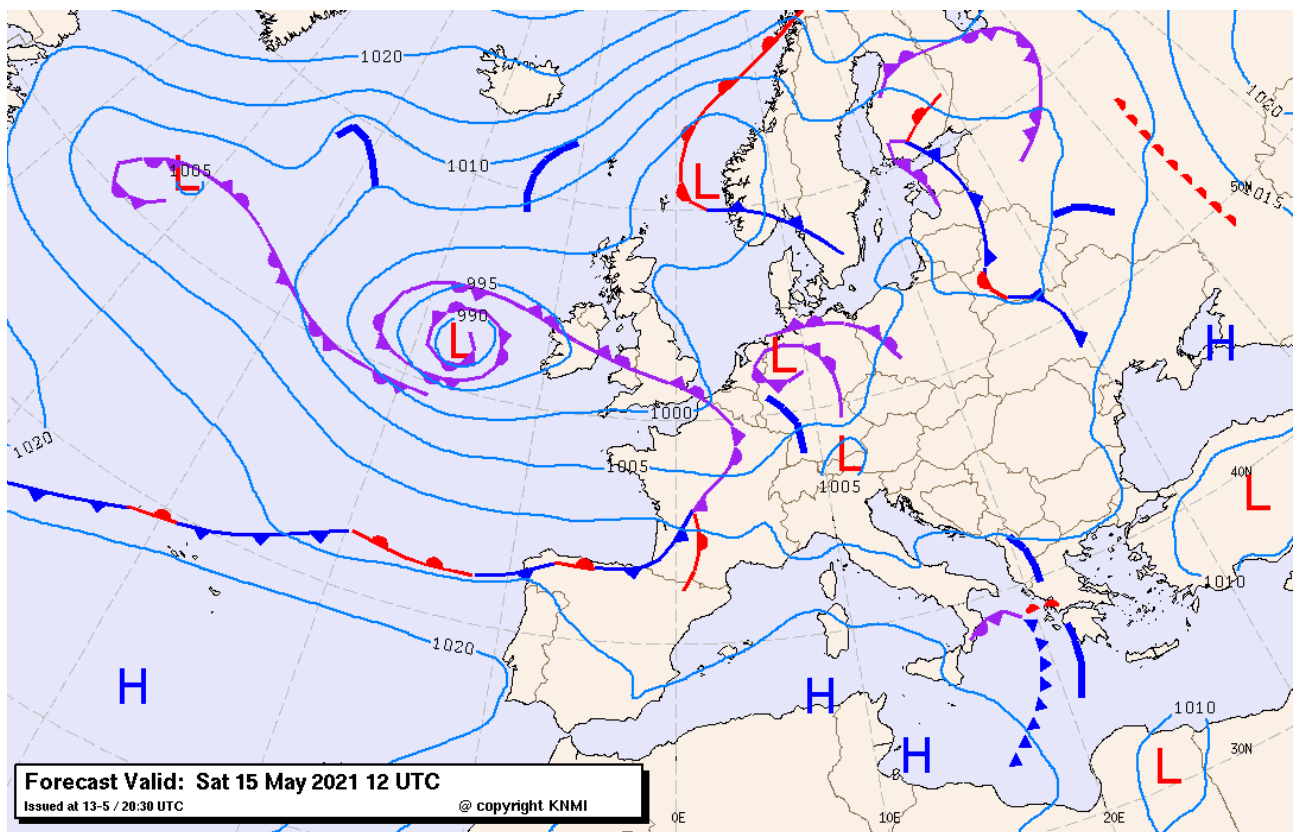 1020
1020
1010
1005
50N
1015
995
990
H
L
L
L
L
1000
1020
1005
L
1005
40N
L
1010
1020
H
H
H
1010
L
30N
Forecast Valid: Sat 15 May 2021 12 UTC
Issued at 13-5 / 20:30 UTC @ copyright KNMI
0E
10E
20E